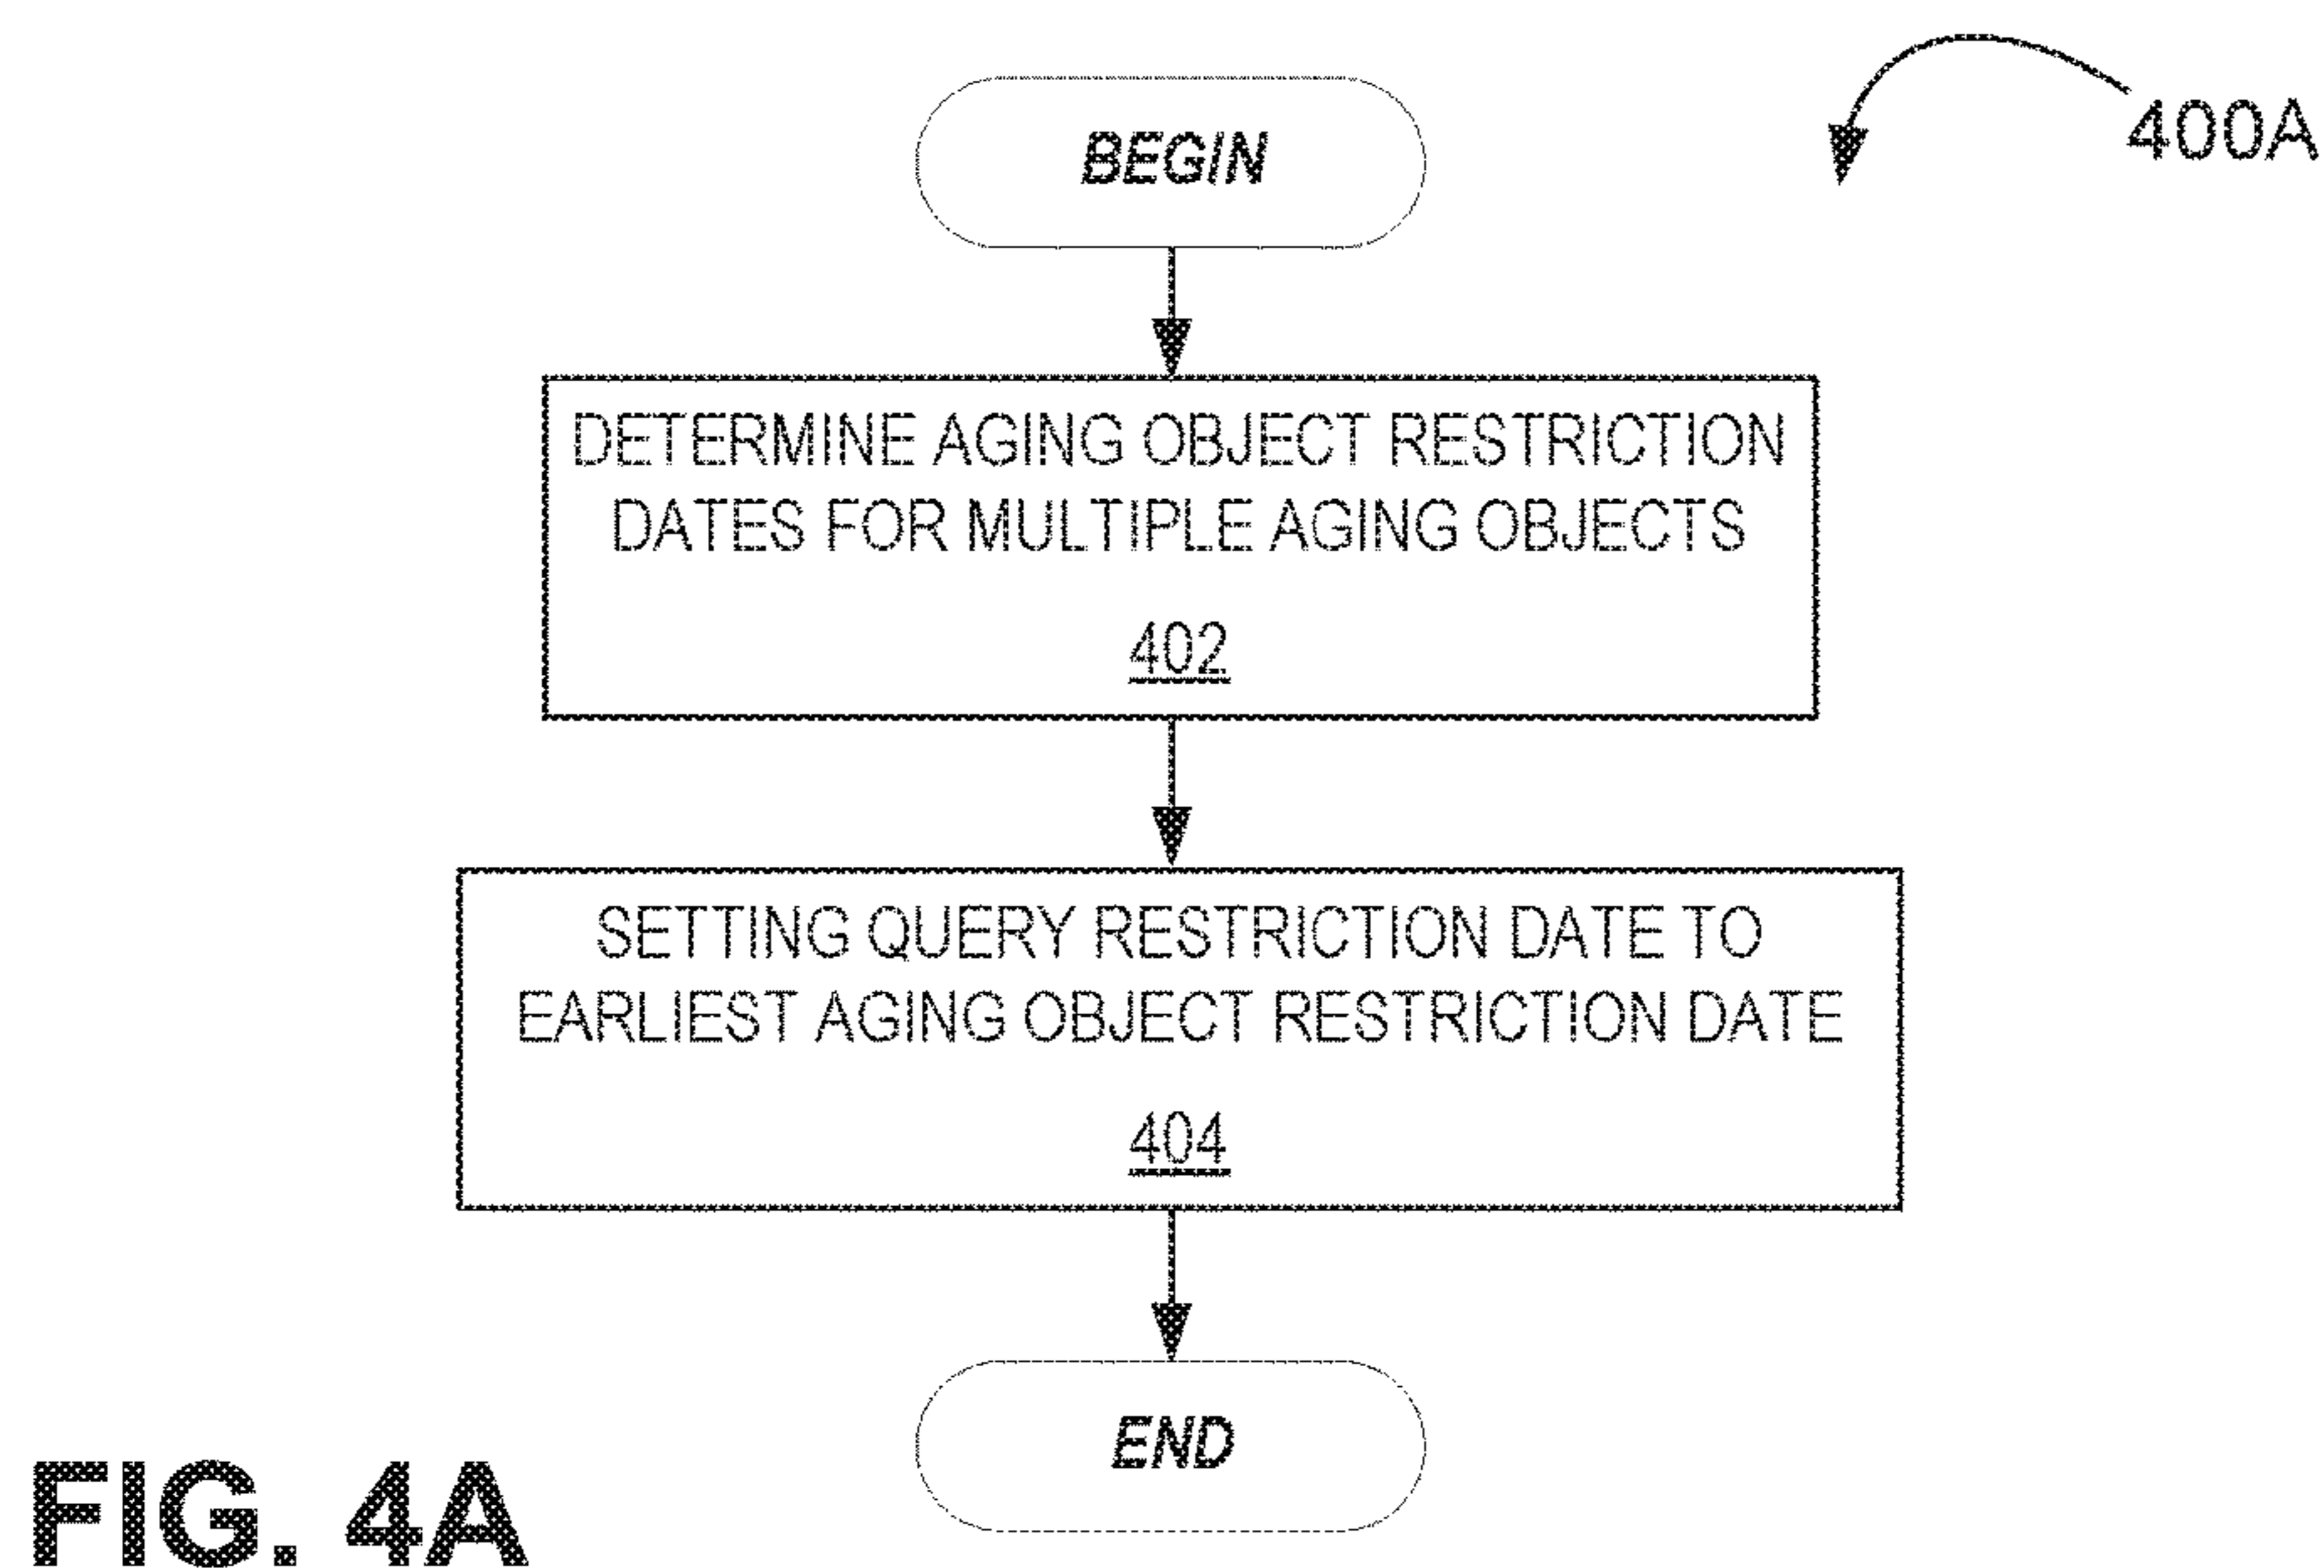 BEGIN
400A
DETERMINE AGING OBJECT RESTRICTION
DATES FOR MULTIPLE AGING OBJECTS
402
SETTING QUERY RESTRICTION DATE TO
EARLIEST AGING OBJECT RESTRICTION DATE
404
END
FIG. 4A